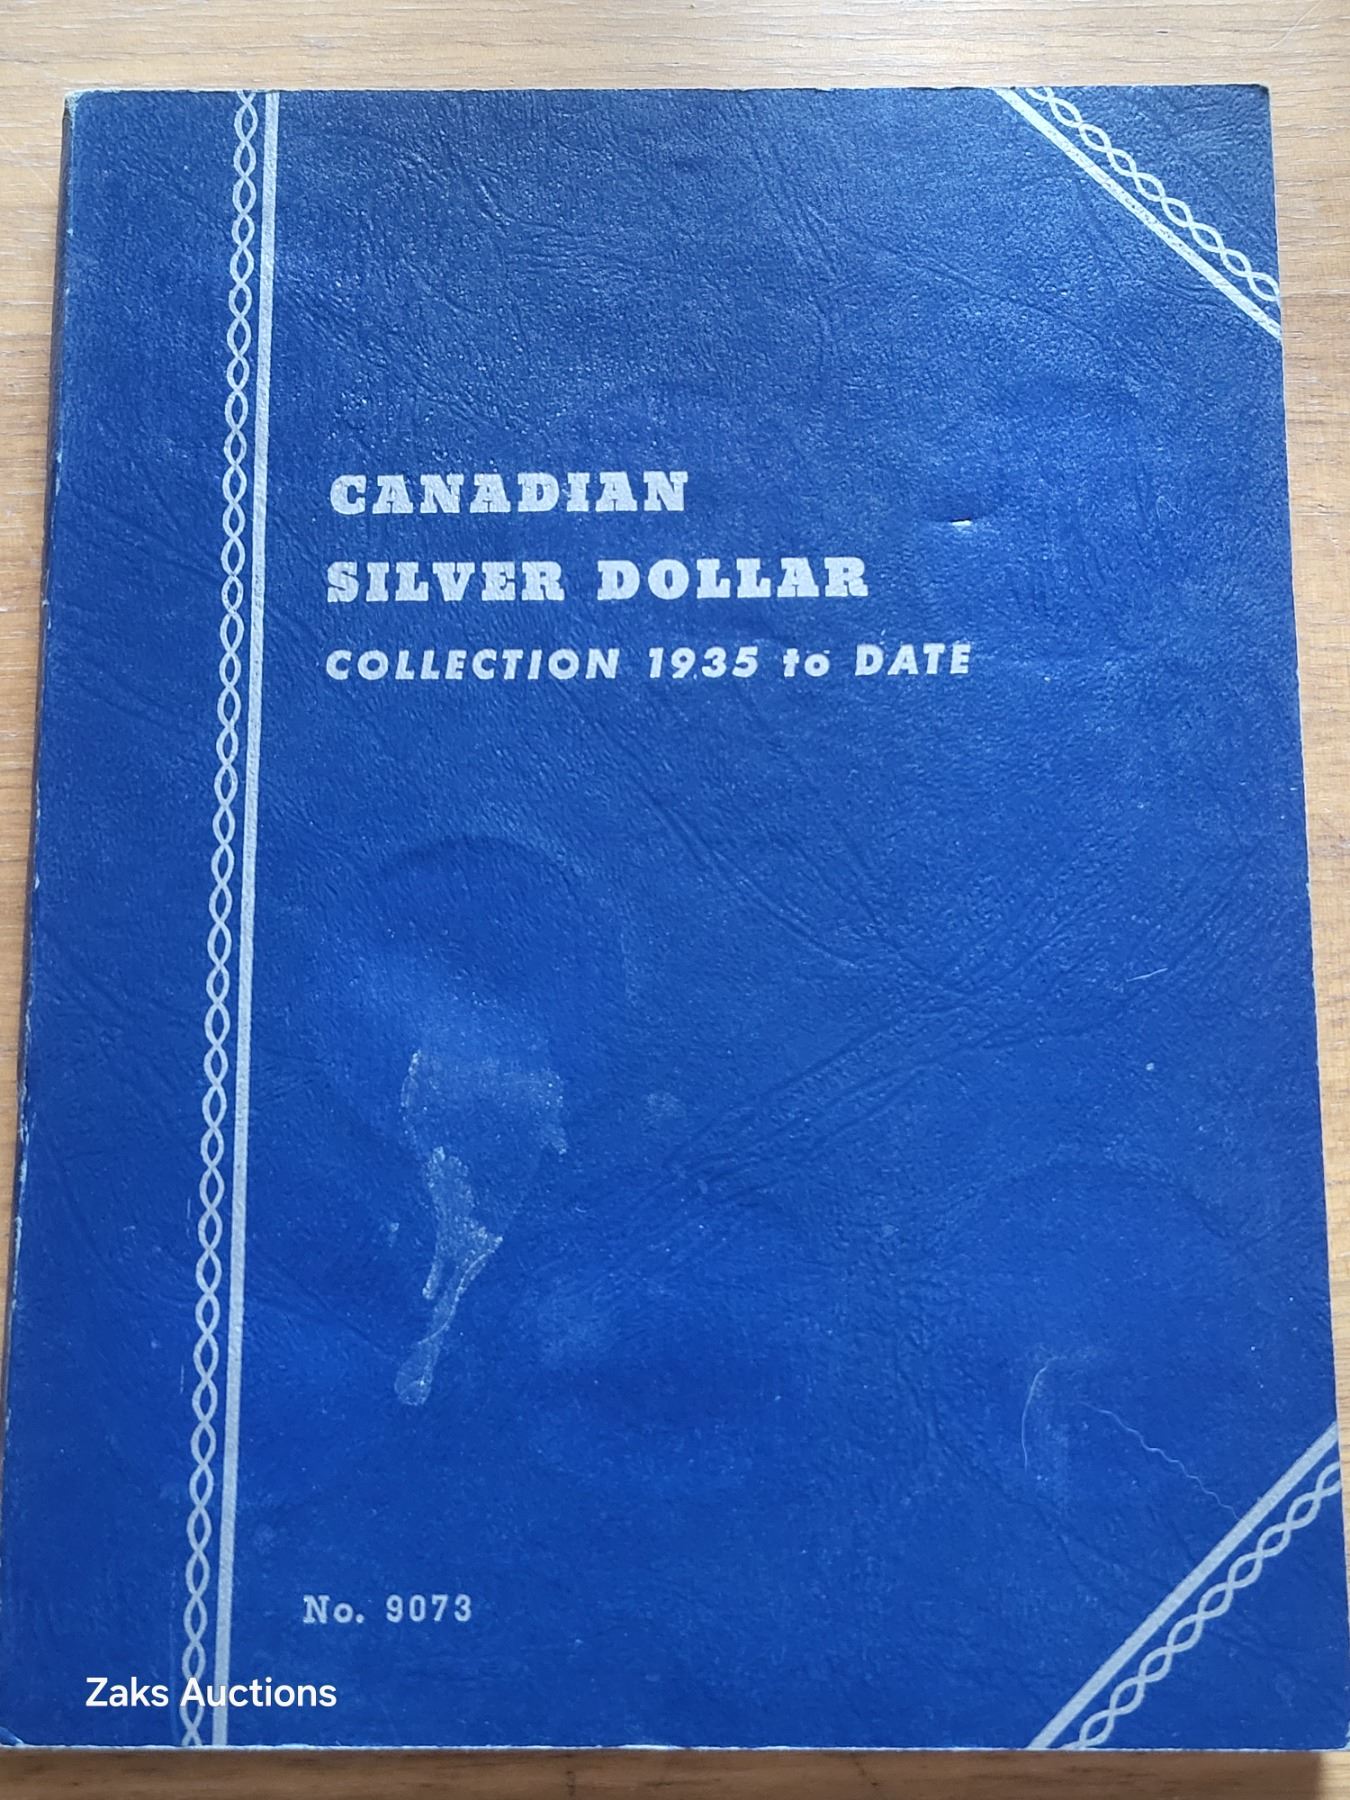 CANADIAN
SILVER DOLLAR
COLLECTION 1935 to DATE
No. 9073
Zaks Auctions